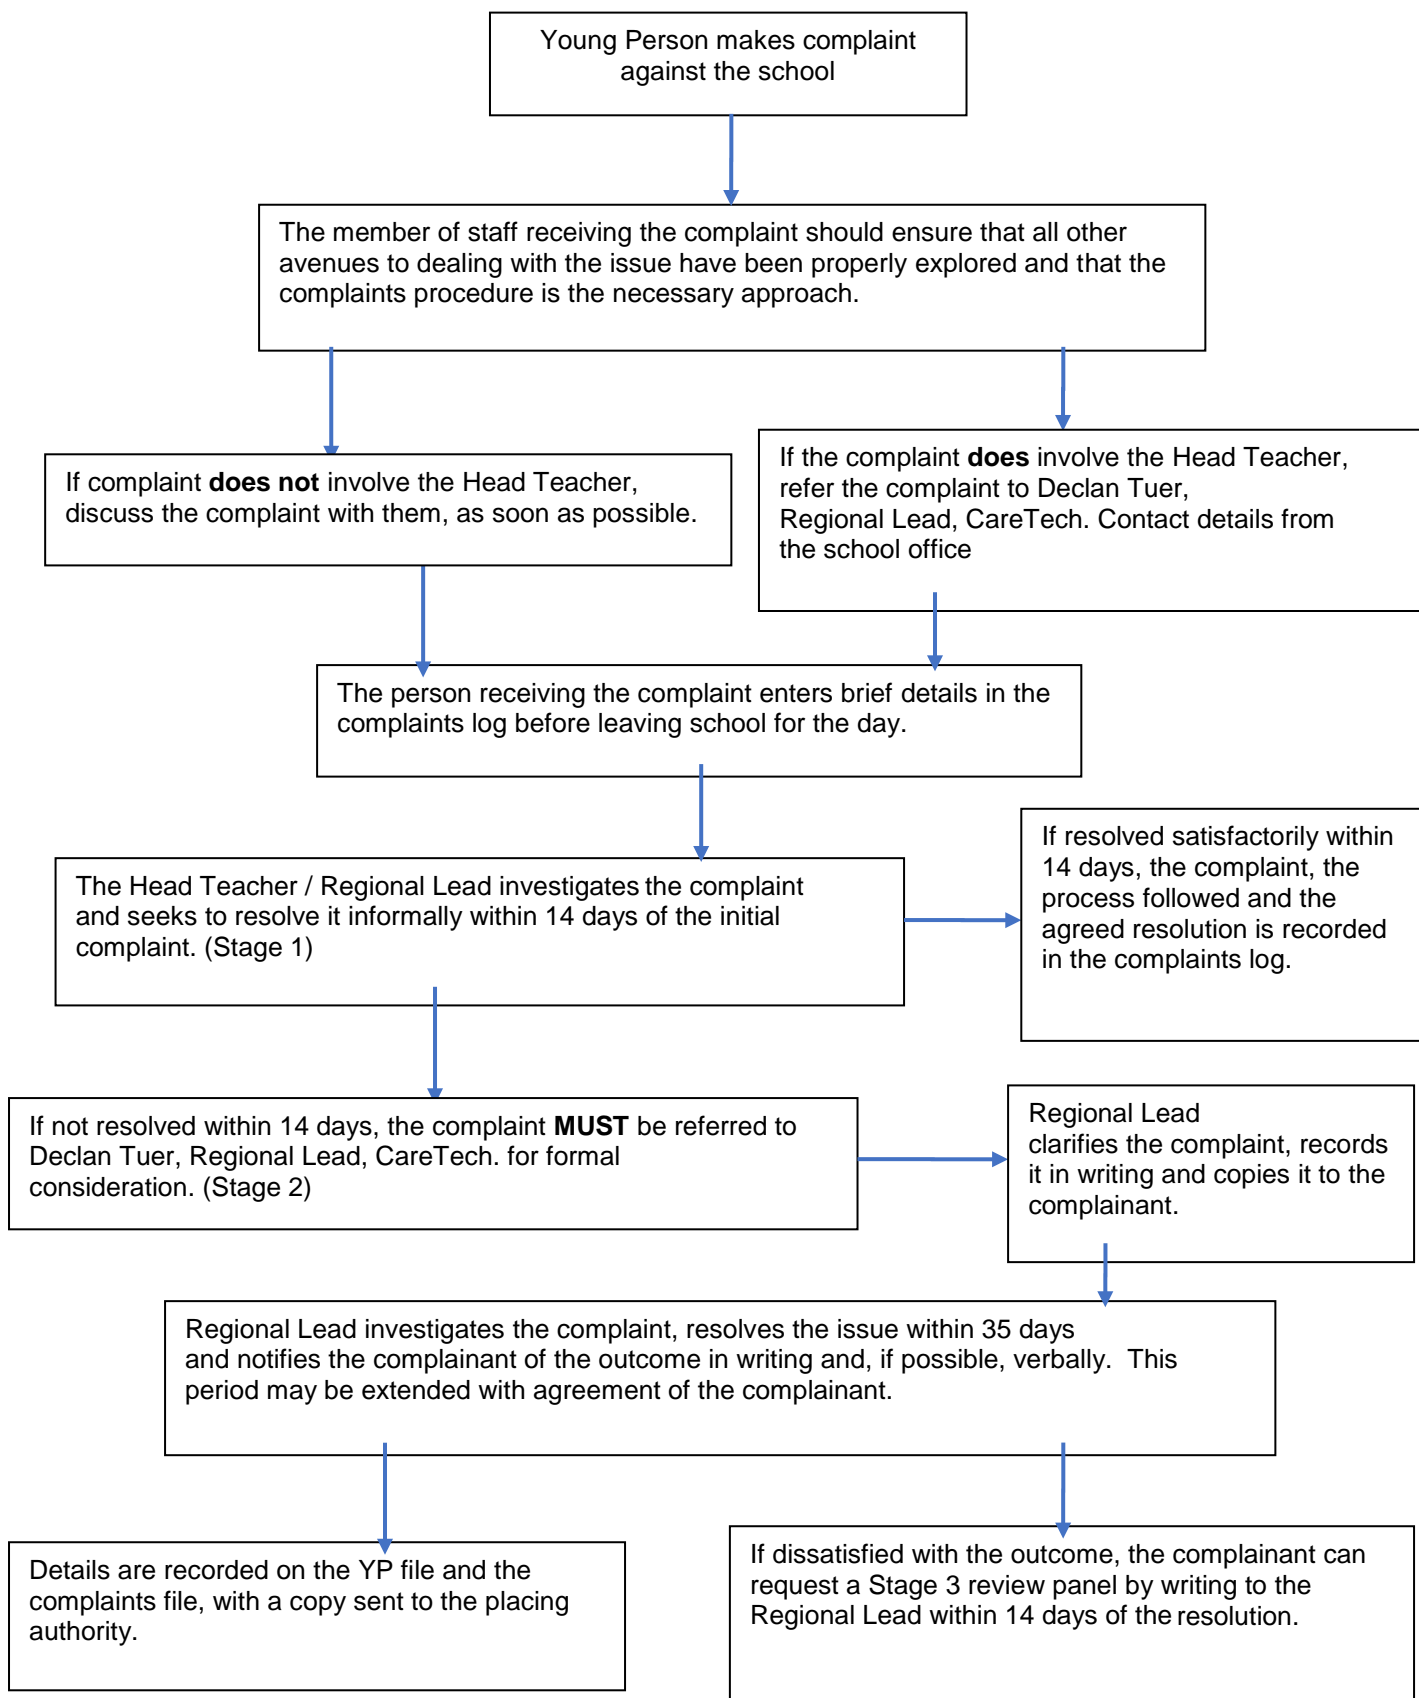 Young Person makes complaint
against the school
The member of staff receiving the complaint should ensure that all other
avenues to dealing with the issue have been properly explored and that the
complaints procedure is the necessary approach.
If complaint does not involve the Head Teacher,
discuss the complaint with them, as soon as possible.
If the complaint does involve the Head Teacher,
refer the complaint to Declan Tuer,
Regional Lead, CareTech. Contact details from
the school office
The person receiving the complaint enters brief details in the
complaints log before leaving school for the day.
The Head Teacher / Regional Lead investigates the complaint
and seeks to resolve it informally within 14 days of the initial
complaint. (Stage 1)
If resolved satisfactorily within
14 days, the complaint, the
process followed and the
agreed resolution is recorded
in the complaints log.
If not resolved within 14 days, the complaint MUST be referred to
Declan Tuer, Regional Lead, CareTech. for formal
consideration. (Stage 2)
Regional Lead
clarifies the complaint, records
it in writing and copies it to the
complainant.
Regional Lead investigates the complaint, resolves the issue within 35 days
and notifies the complainant of the outcome in writing and, if possible, verbally. This
period may be extended with agreement of the complainant.
Details are recorded on the YP file and the
complaints file, with a copy sent to the placing
authority.
If dissatisfied with the outcome, the complainant can
request a Stage 3 review panel by writing to the
Regional Lead within 14 days of the resolution.